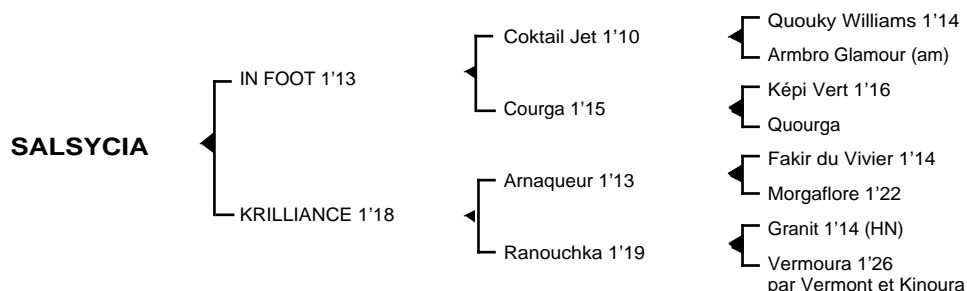 SALSYCIA
IN FOOT 1'13
KRILLIANCE 1'18
Coktail Jet 1'10
Courga 1'15
Arnaqueur 1'13
Ranouchka 1'19
Quouky Williams 1'14
Armbro Glamour (am)
Képi Vert 1'16
Quourga
Fakir du Vivier 1'14
Morgaflore 1'22
Granit 1'14 (HN)
Vermoura 1'26
par Vermont et Kinoura